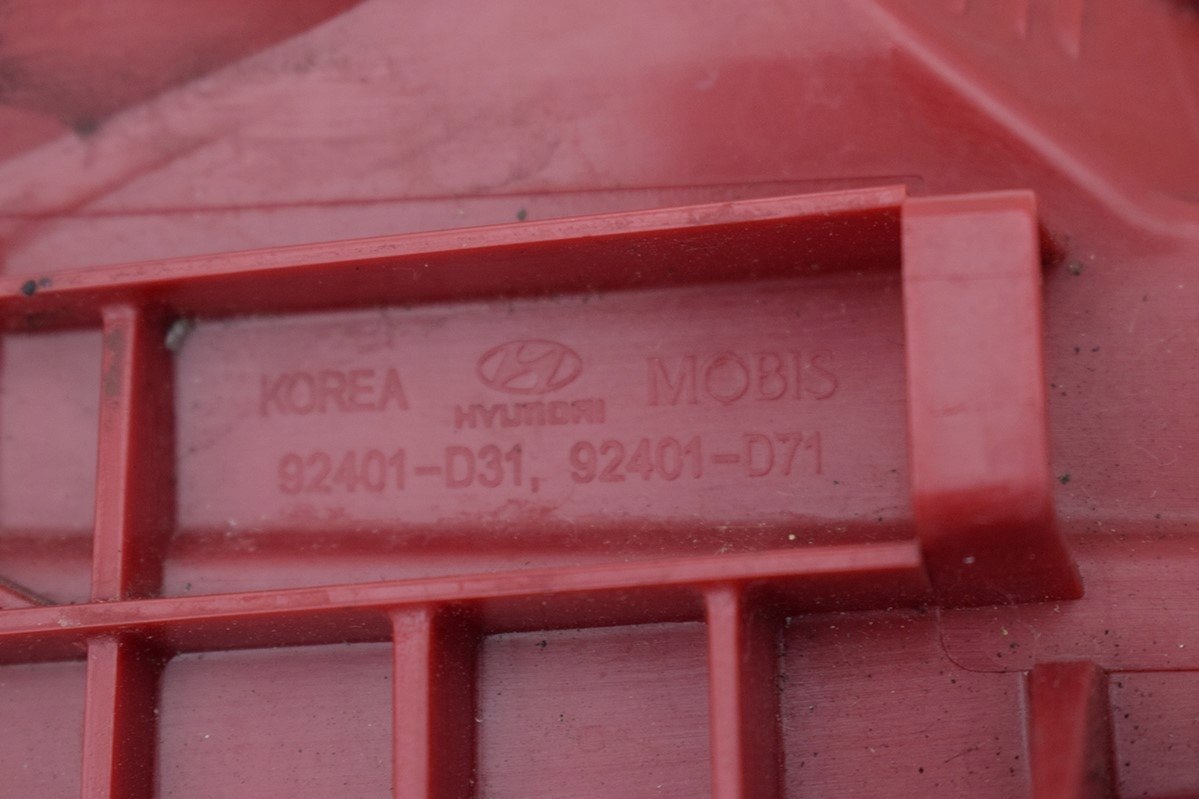 KOREA HYUNDAI MOBIS
92401-D31, 92401-D71